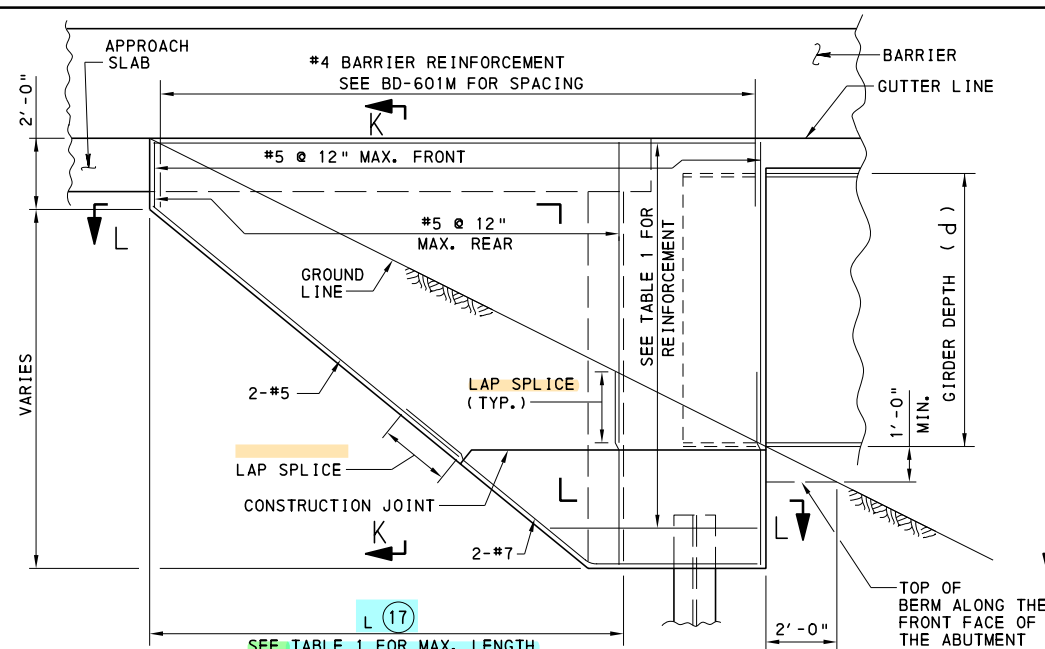 APPROACH
SLAB
#4 BARRIER REINFORCEMENT
SEE BD-601M FOR SPACING
BARRIER
GUTTER LINE
2'-0"
K
#5 @ 12" MAX. FRONT
L
#5 @ 12"
MAX. REAR
GROUND
LINE
SEE TABLE 1 FOR
REINFORCEMENT
GIRDER DEPTH (d)
VARIES
2-#5
LAP SPLICE
(TYP.)
1'-0"
MIN.
LAP SPLICE
CONSTRUCTION JOINT
K
2-#7
L
TOP OF
BERM ALONG THE
FRONT FACE OF
THE ABUTMENT
L 17
2'-0"
SEE TABLE 1 FOR MAX. LENGTH